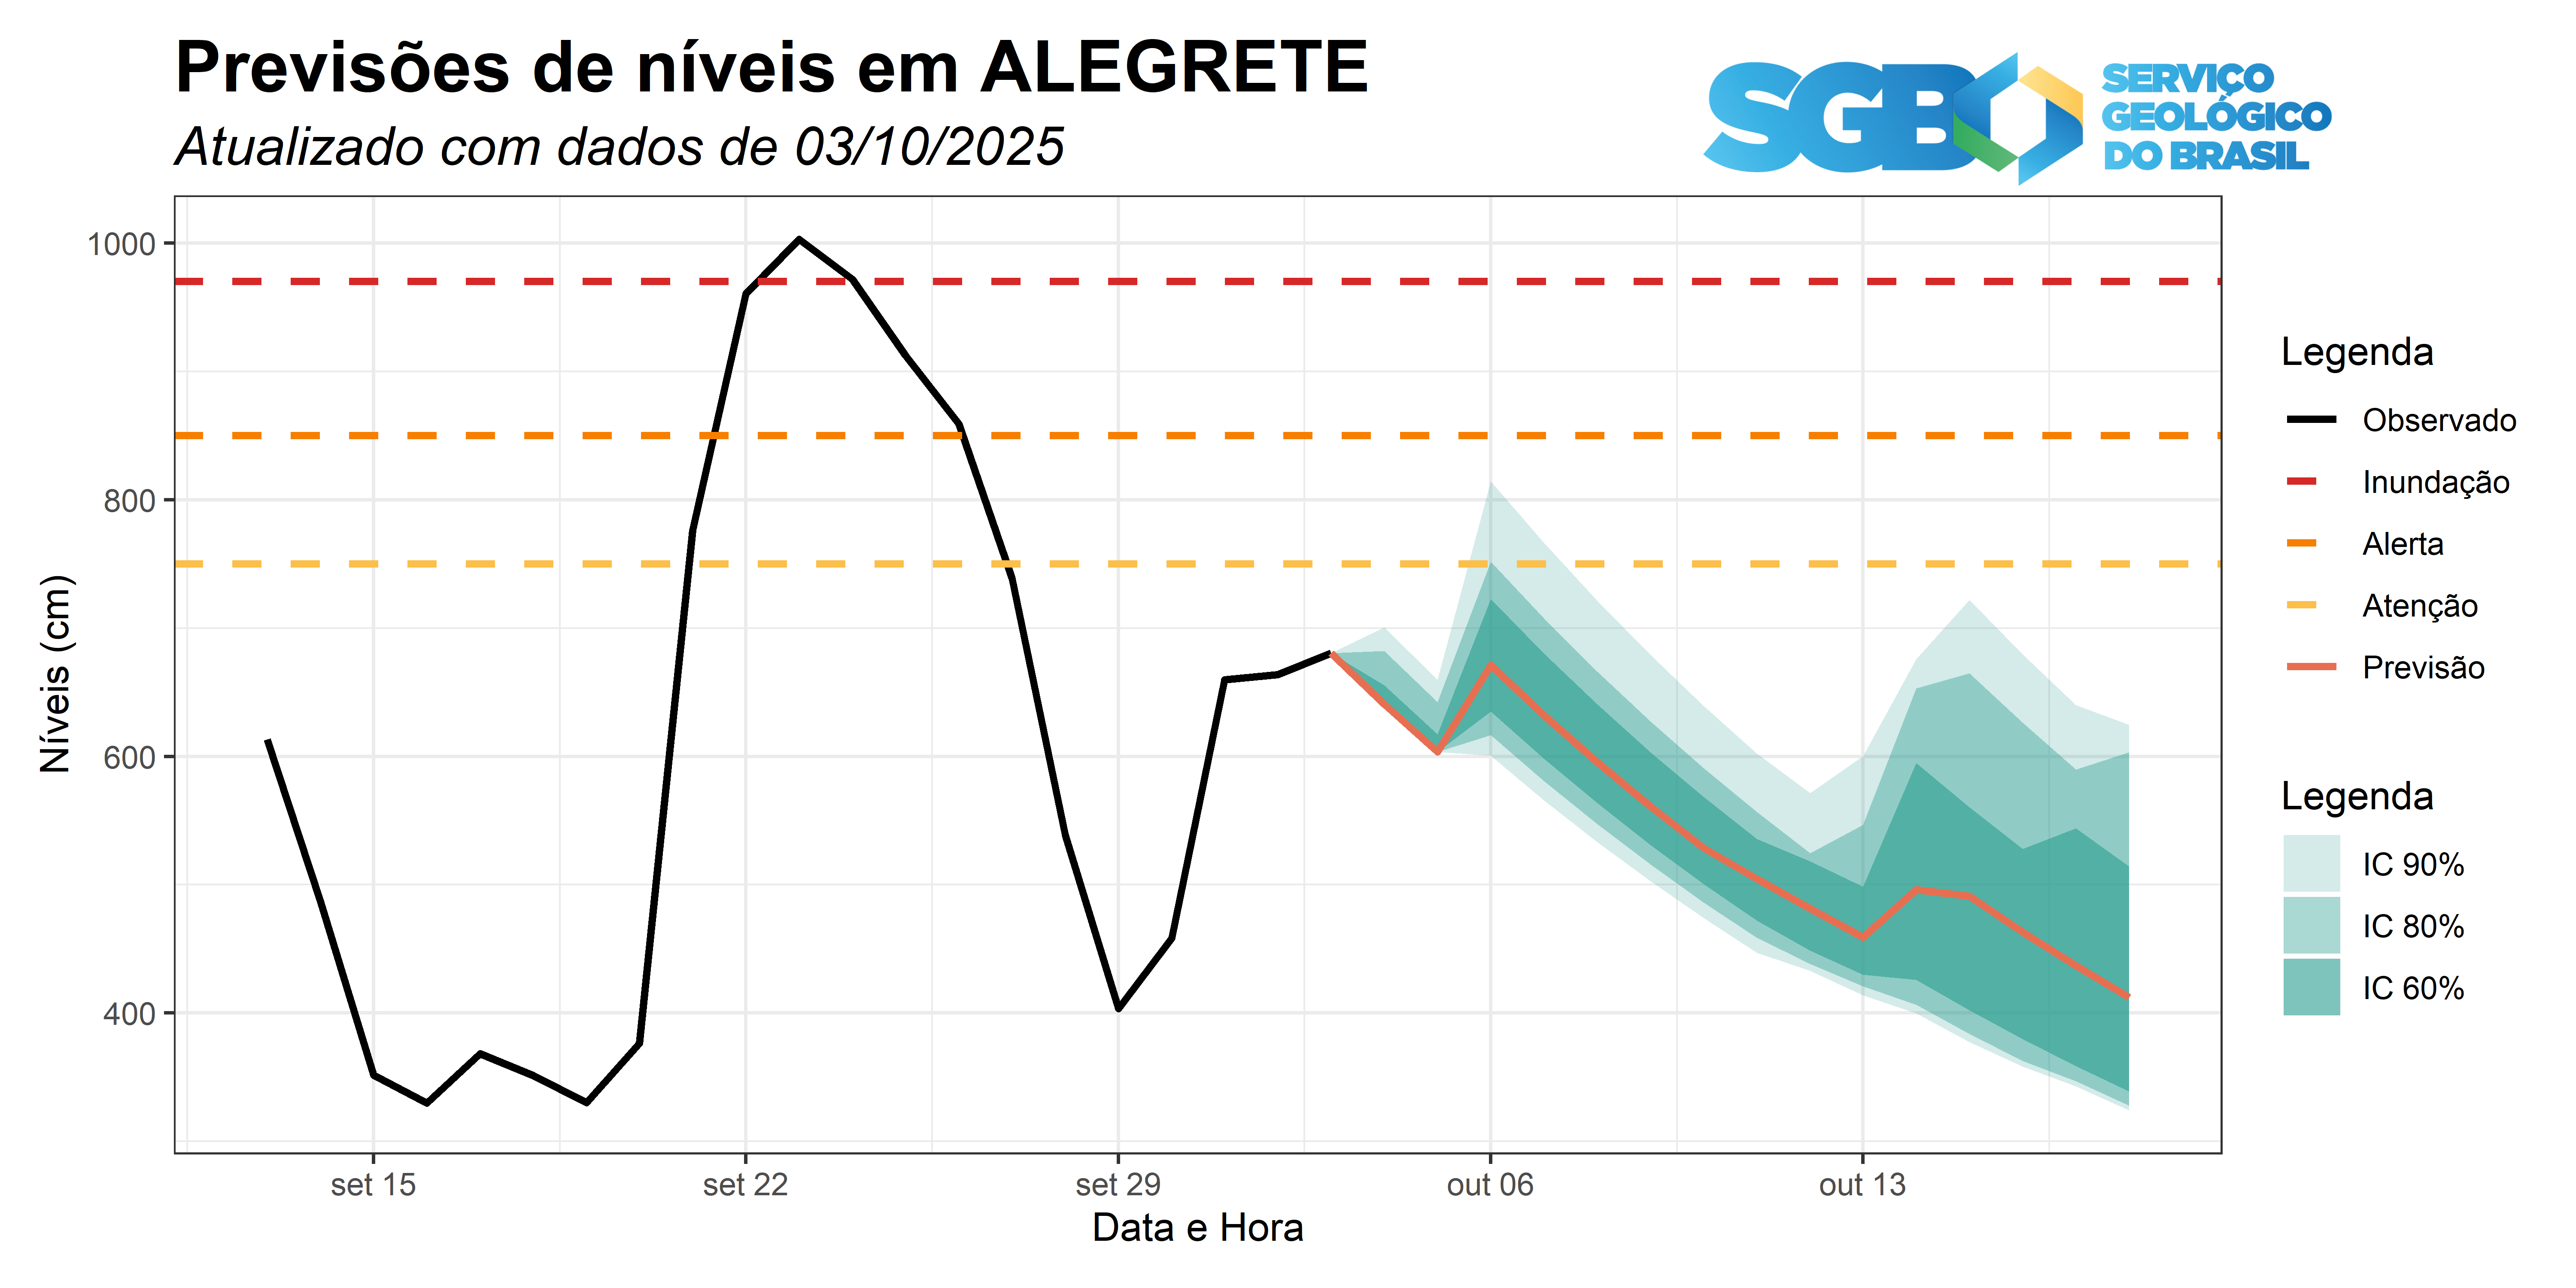 Previsões de níveis em ALEGRETE
Atualizado com dados de 03/10/2025
SGB
SERVIÇO
GEOLÓGICO
DO BRASIL
1000
800
600
400
Níveis (cm)
set 15
set 22
set 29
out 06
out 13
Data e Hora
Legenda
Observado
Inundação
Alerta
Atenção
Previsão
Legenda
IC 90%
IC 80%
IC 60%